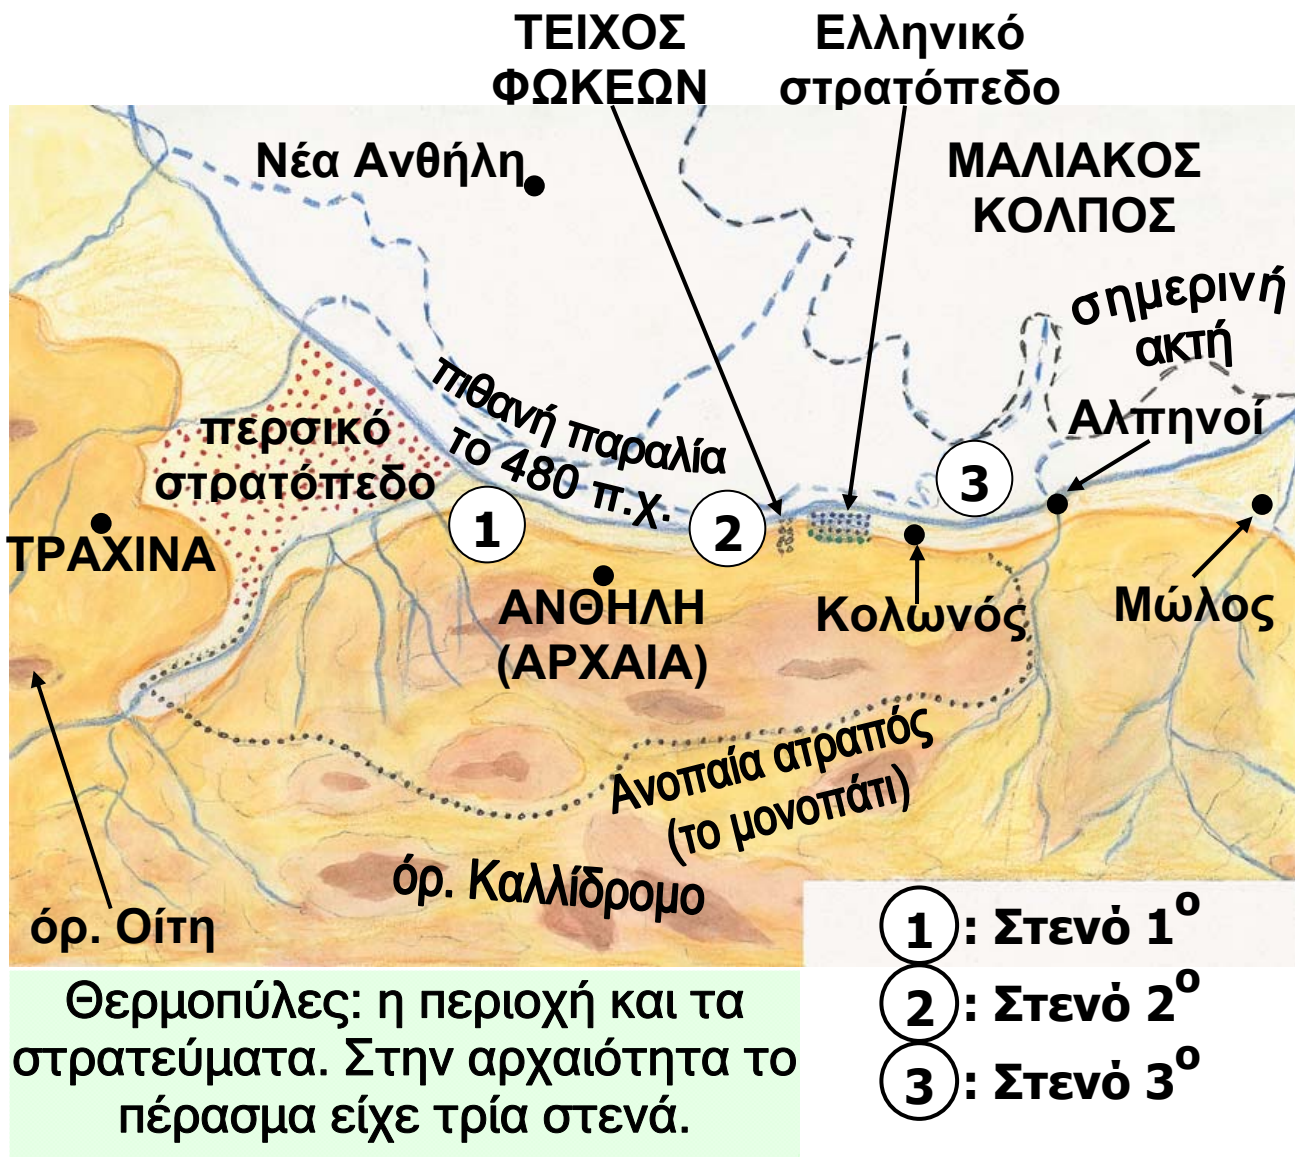 ΤΕΙΧΟΣ
ΦΩΚΕΩΝ
Ελληνικό
στρατόπεδο
Νέα Ανθήλη
ΜΑΛΙΑΚΟΣ
ΚΟΛΠΟΣ
σημερινή
ακτή
πιθανή παραλία
το 480 π.χ.
Αλπηνοί
περσικό
στρατόπεδο
1
2
3
ΤΡΑΧΙΝΑ
ΑΝΘΗΛΗ
(ΑΡΧΑΙΑ)
Κολωνός
Μώλος
Ανοπαία ατραπός
(το μονοπάτι)
όρ. Καλλίδρομο
όρ. Οίτη
1 : Στενό 1ο
2 : Στενό 2ο
3 : Στενό 3ο
Θερμοπύλες: η περιοχή και τα
στρατεύματα. Στην αρχαιότητα το
πέρασμα είχε τρία στενά.